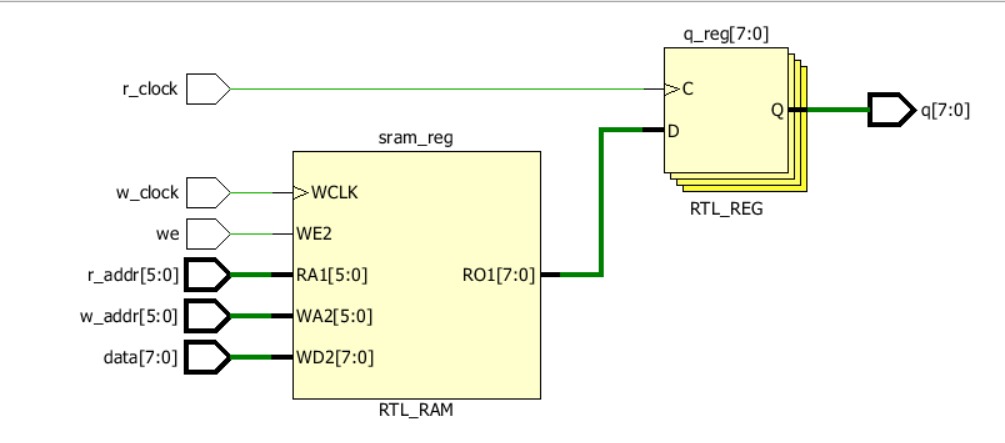 q_reg[7:0]
r_clock
C
Q
q[7:0]
D
sram_reg
RTL_REG
w_clock
WCLK
we
WE2
r_addr[5:0]
RA1[5:0]
RO1[7:0]
w_addr[5:0]
WA2[5:0]
data[7:0]
WD2[7:0]
RTL_RAM